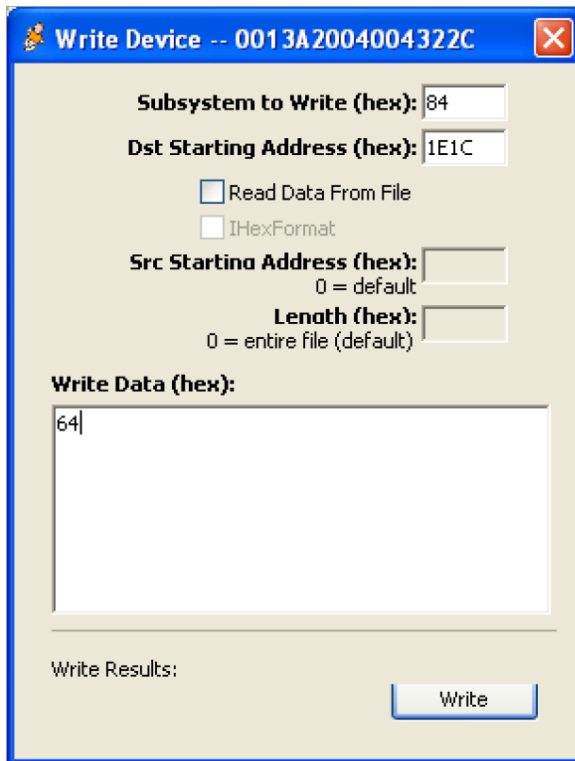 Write Device -- 0013A2004004322C
Subsystem to Write (hex): 84
Dst Starting Address (hex): 1E1C
Read Data From File
IHexFormat
Src Starting Address (hex):
0 = default
Length (hex):
0 = entire file (default)
Write Data (hex):
64
Write Results:
Write